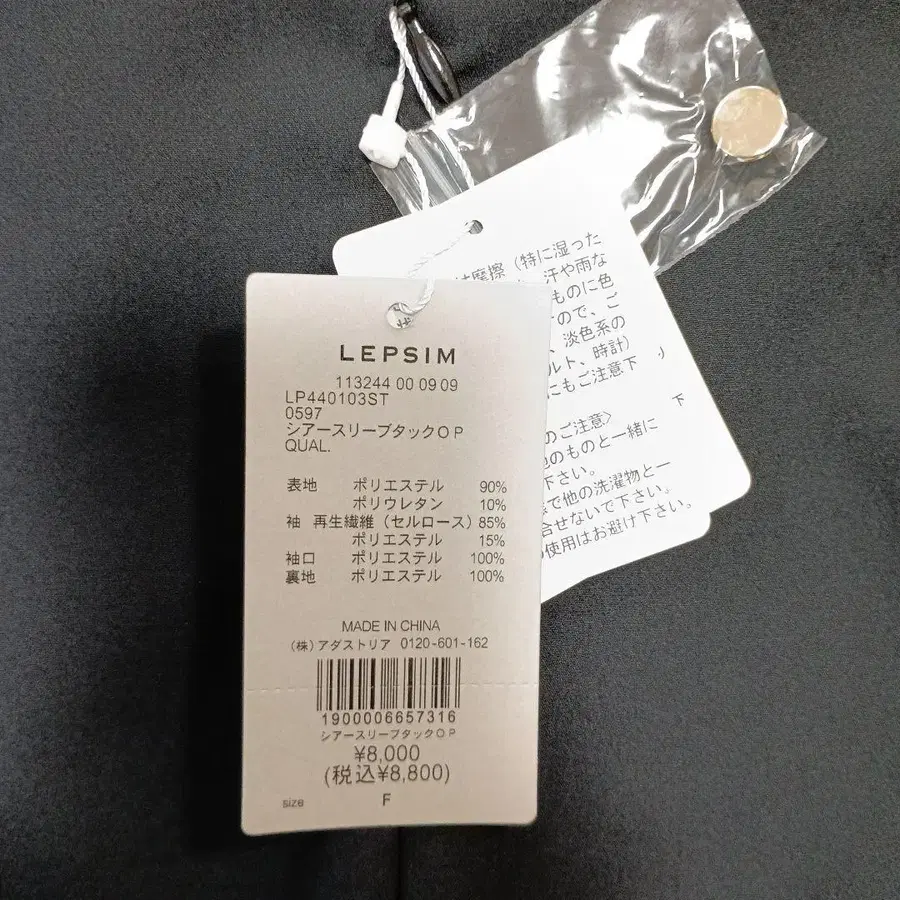 LEPSIM
113244 00 09 09
LP440103ST
0597
シアースリーブタックＯＰ
QUAL.
表地 ポリエステル 90%
ポリウレタン 10%
袖 再生繊維（セルロース）85%
ポリエステル 15%
袖口 ポリエステル 100%
裏地 ポリエステル 100%
MADE IN CHINA
（株）アダストリア 0120-601-162
1900006657316
シアースリーブタックＯＰ
¥8,000
(税込¥8,800)
size F
摩擦（特に湿った
汗や雨な
ものに色
ので、ご
、淡色系の
ルト、時計）
にもご注意下
のご注意〉
他のものと一緒に
下さい。
で他の洗濯物と一
合せないで下さい。
使用はお避け下さい。